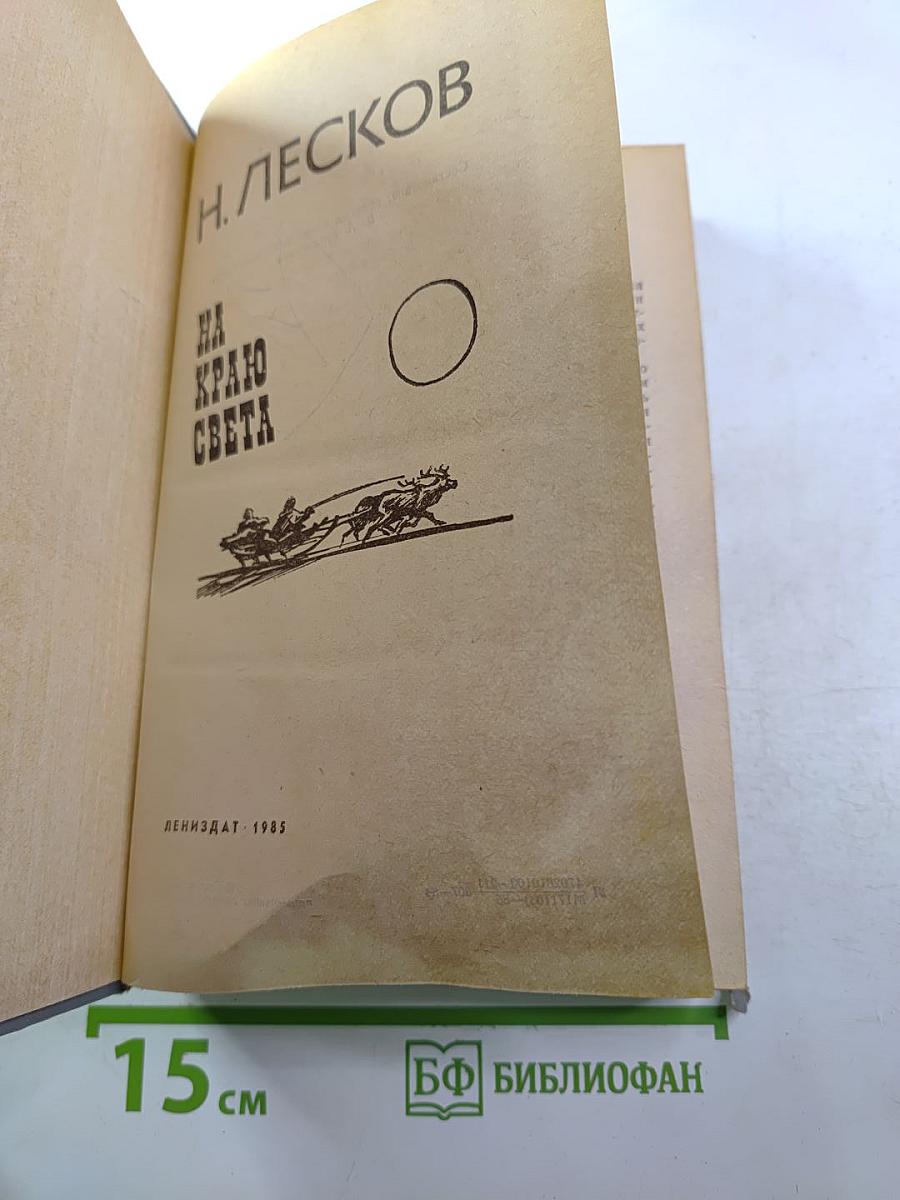 Н. ЛЕСКОВ
НА
КРАЮ
СВЕТА
ЛЕНИЗДАТ · 1985
15 см
БФ БИБЛИОФАН